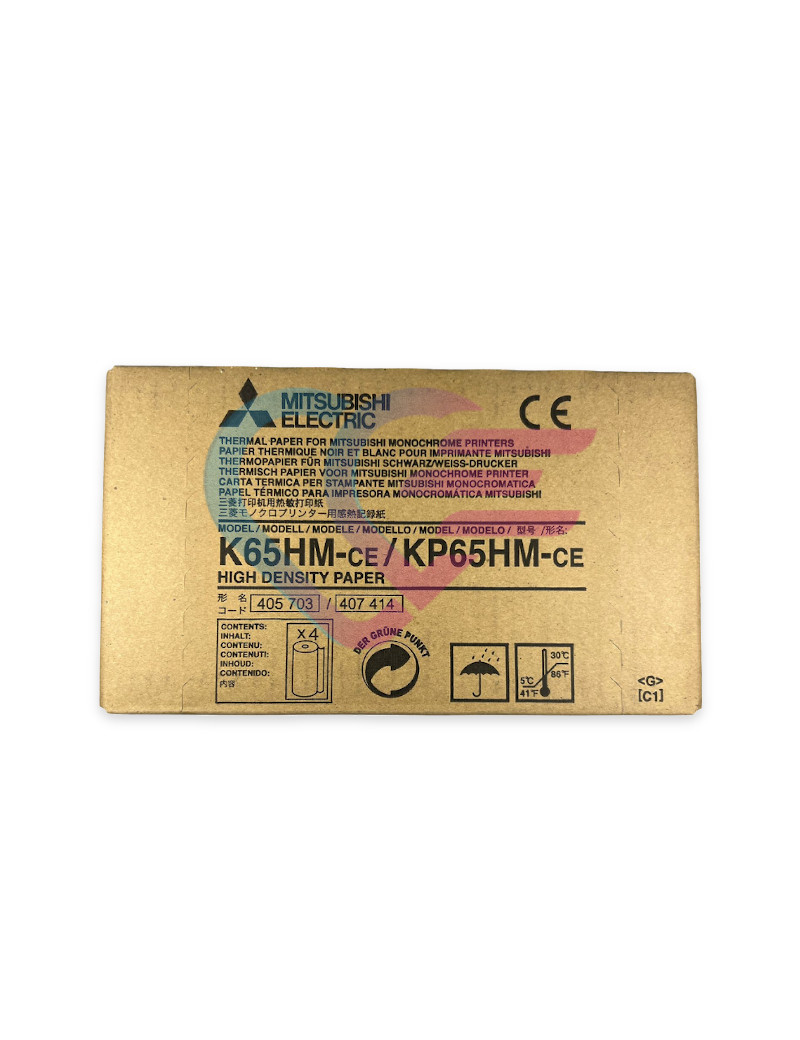 MITSUBISHI
ELECTRIC
CE
THERMAL PAPER FOR MITSUBISHI MONOCHROME PRINTERS
PAPIER THERMIQUE NOIR ET BLANC POUR IMPRIMANTE MITSUBISHI
THERMOPAPIER FÜR MITSUBISHI SCHWARZ/WEISS-DRUCKER
THERMISCH PAPIER VOOR MITSUBISHI MONOCHROME PRINTER
CARTA TERMICA PER STAMPANTE MITSUBISHI MONOCROMATICA
PAPEL TÉRMICO PARA IMPRESORA MONOCROMÁTICA MITSUBISHI
三菱打印机用热敏打印纸
三菱モノクロプリンター用感熱記録紙
MODEL / MODELL / MODELE / MODELLO / MODEL / MODELO / 型号 /形名:
K65HM-CE / KP65HM-CE
HIGH DENSITY PAPER
形 名
コード 405 703 / 407 414
CONTENTS:
INHALT:
CONTENU:
CONTENUTI:
INHOUD:
CONTENIDO:
内容
X4
DER GRÜNE PUNKT
30℃
86℉
5℃
41℉
<G>
[C1]